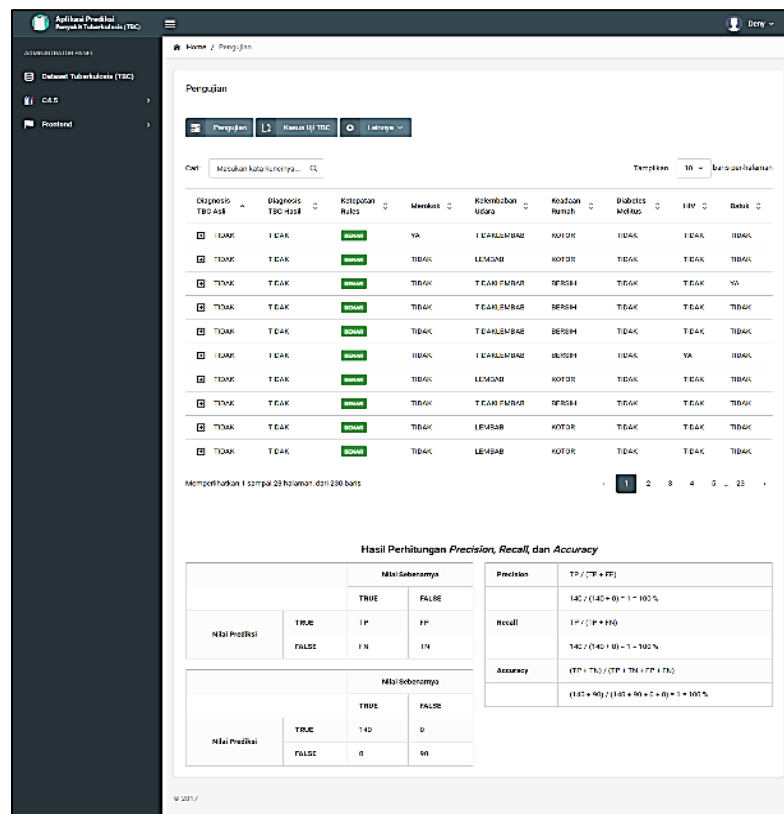 Aplikasi Prediksi
Penyakit Tuberkulosis (TBC)
Deny
ADMINISTRATOR PANEL
Home / Pengujian
Dataset Tuberkulosis (TBC)
C4.5
Frontend
Pengujian
Pengujian Kasus Uji TBC Lainnya
Cari: Masukan kata kuncinya... Tampilkan 10 baris per-halaman
Diagnosis TBC Asli Diagnosis TBC Hasil Ketepatan Rules Merokok Kelembaban Udara Keadaan Rumah Diabetes Melitus HIV Batuk
TIDAK TIDAK BENAR YA TIDAK LEMBAB KOTOR TIDAK TIDAK TIDAK
TIDAK TIDAK BENAR TIDAK LEMBAB KOTOR TIDAK TIDAK TIDAK
TIDAK TIDAK BENAR TIDAK TIDAK LEMBAB BERSIH TIDAK TIDAK YA
TIDAK TIDAK BENAR TIDAK TIDAK LEMBAB BERSIH TIDAK TIDAK TIDAK
TIDAK TIDAK BENAR TIDAK TIDAK LEMBAB BERSIH TIDAK TIDAK TIDAK
TIDAK TIDAK BENAR TIDAK TIDAK LEMBAB BERSIH TIDAK YA TIDAK
TIDAK TIDAK BENAR TIDAK LEMBAB KOTOR TIDAK TIDAK TIDAK
TIDAK TIDAK BENAR TIDAK TIDAK LEMBAB BERSIH TIDAK TIDAK TIDAK
TIDAK TIDAK BENAR TIDAK LEMBAB KOTOR TIDAK TIDAK TIDAK
TIDAK TIDAK BENAR TIDAK LEMBAB KOTOR TIDAK TIDAK TIDAK
Memperlihatkan 1 sampai 23 halaman, dari 230 baris
1 2 3 4 5 ... 23
Hasil Perhitungan Precision, Recall, dan Accuracy
Nilai Sebenarnya
TRUE FALSE
Nilai Prediksi
TRUE TP FP
FALSE FN TN
Nilai Sebenarnya
TRUE FALSE
Nilai Prediksi
TRUE 140 0
FALSE 0 90
Precision TP / (TP + FP)
140 / (140 + 0) = 1 = 100 %
Recall TP / (TP + FN)
140 / (140 + 0) = 1 = 100 %
Accuracy (TP + TN) / (TP + TN + FP + FN)
(140 + 90) / (140 + 90 + 0 + 0) = 1 = 100 %
© 2017